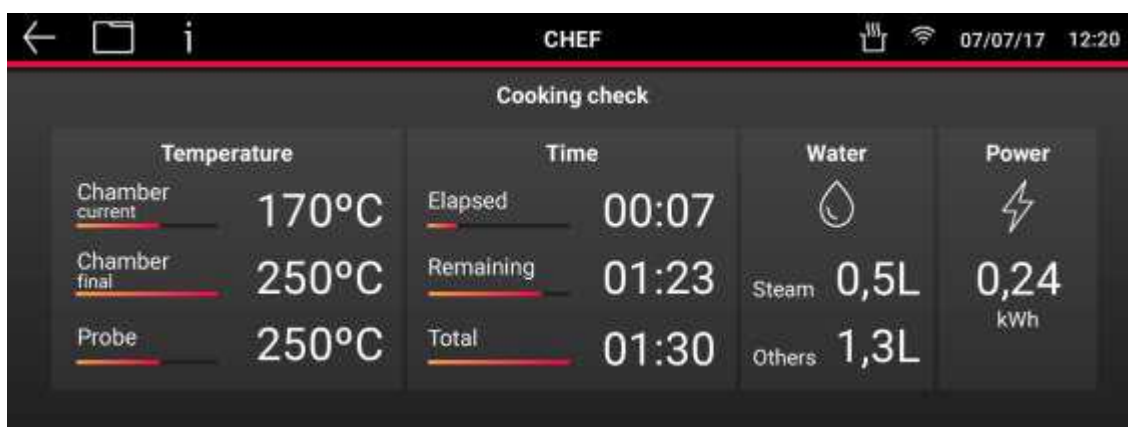 CHEF 07/07/17 12:20
Cooking check
Temperature
Chamber
current 170ºC
Chamber
final 250ºC
Probe 250ºC
Time
Elapsed 00:07
Remaining 01:23
Total 01:30
Water
Steam 0,5L
Others 1,3L
Power
0,24
kWh